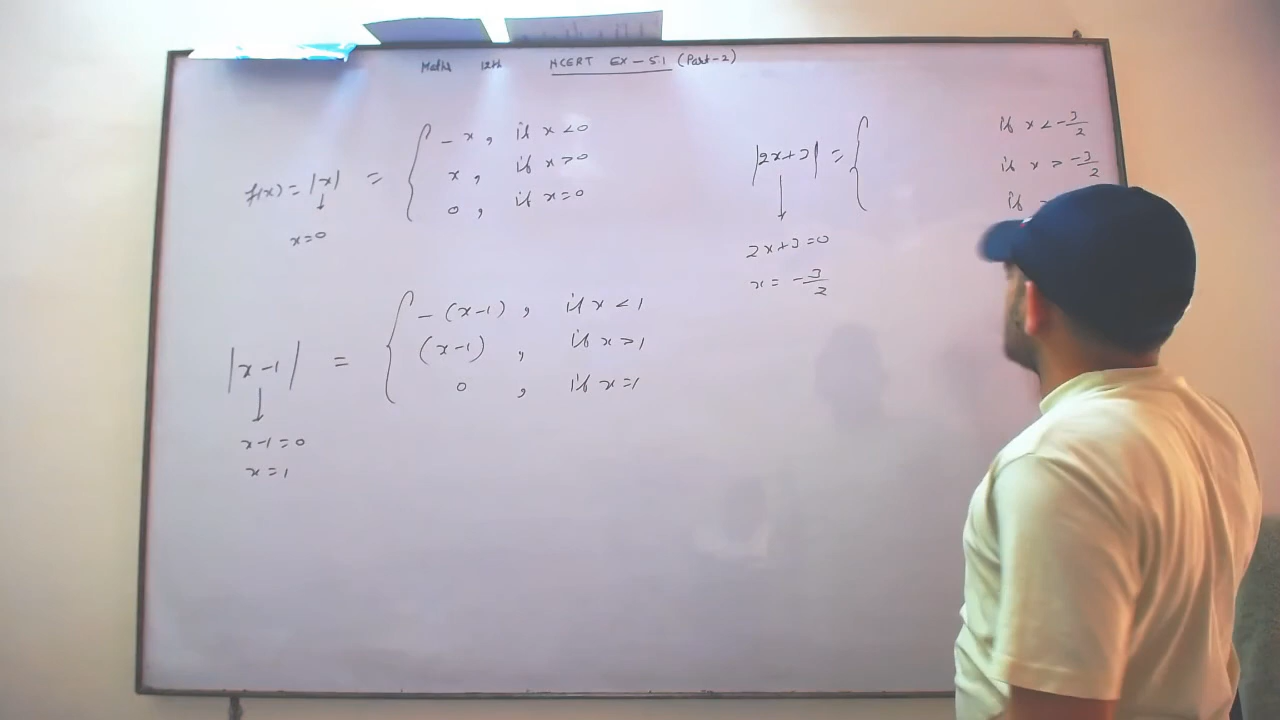 Maths 12th NCERT EX-5.1 (Part-2)
f(x) = |x| = { -x, if x<0
x, if x>0
0, if x=0
↓
x=0
|x-1| = { -(x-1), if x<1
(x-1), if x>1
0, if x=1
↓
x-1=0
x=1
|2x+3| = {
if x < -3/2
if x > -3/2
if
↓
2x+3=0
x = -3/2